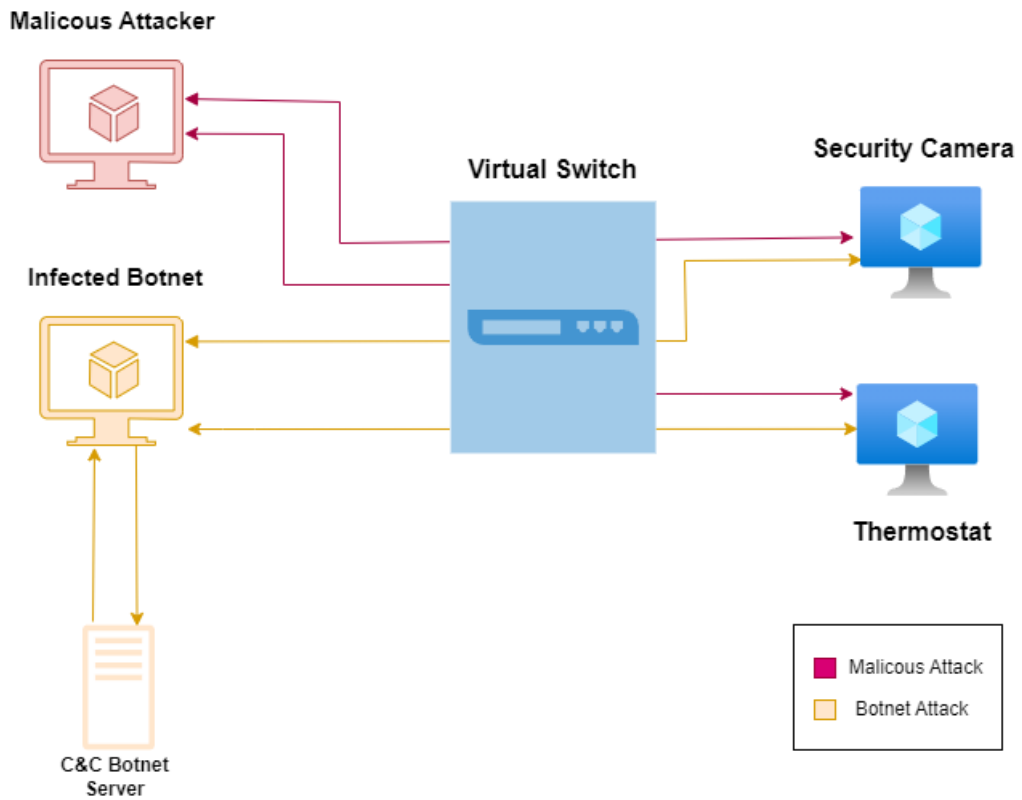 Malicous Attacker
Security Camera
Virtual Switch
Infected Botnet
Thermostat
Malicous Attack
Botnet Attack
C&C Botnet
Server